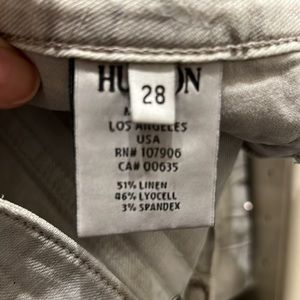 28
LOS ANGELES
USA
RN# 107906
CA# 00635
51% LINEN
46% LYOCELL
3% SPANDEX